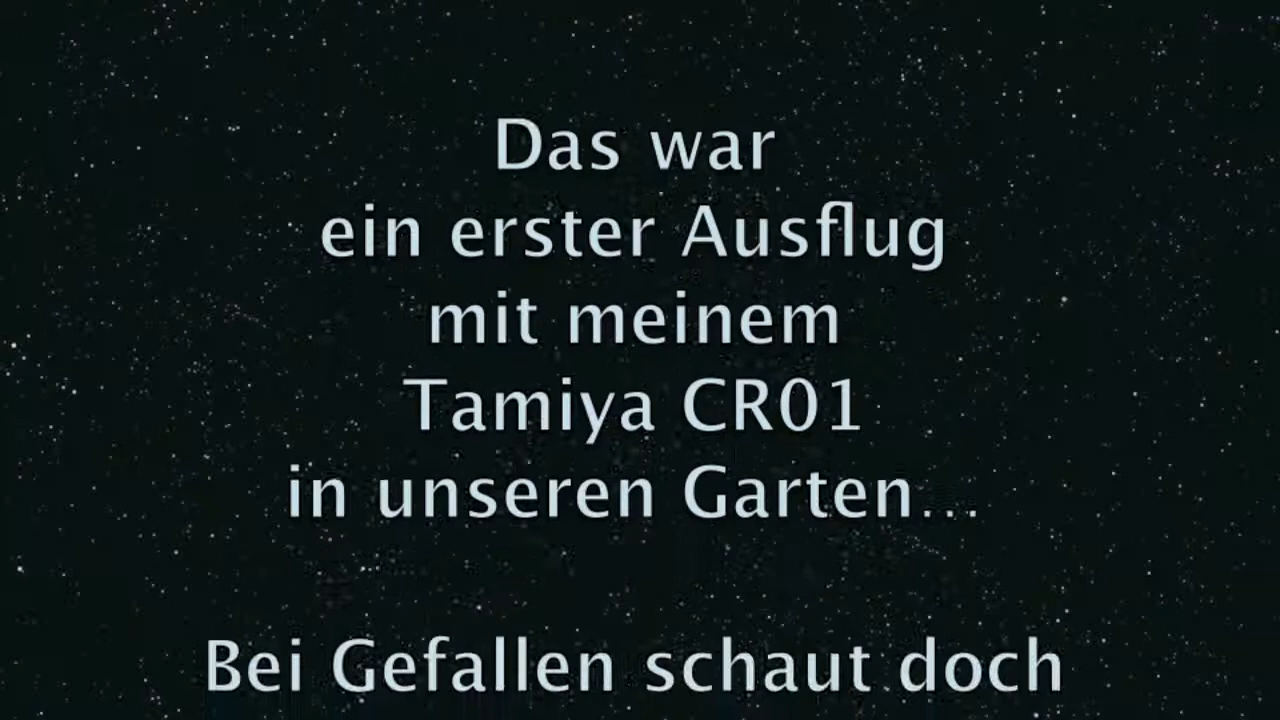 Das war
ein erster Ausflug
mit meinem
Tamiya CR01
in unseren Garten...
Bei Gefallen schaut doch